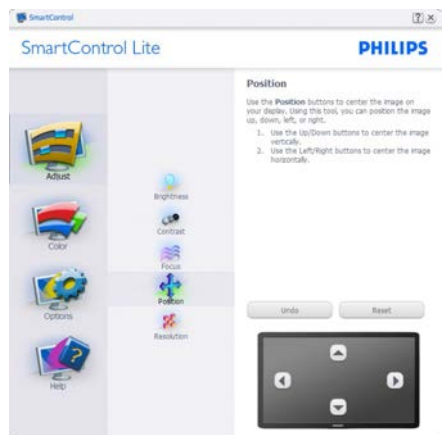 SmartControl
SmartControl Lite
PHILIPS
Adjust
Color
Options
Help
Brightness
Contrast
Focus
Position
Resolution
Position
Use the Position buttons to center the image on
your display. Using this tool, you can position the image
up, down, left, or right.
1. Use the Up/Down buttons to center the image
vertically.
2. Use the Left/Right buttons to center the image
horizontally.
Undo
Reset